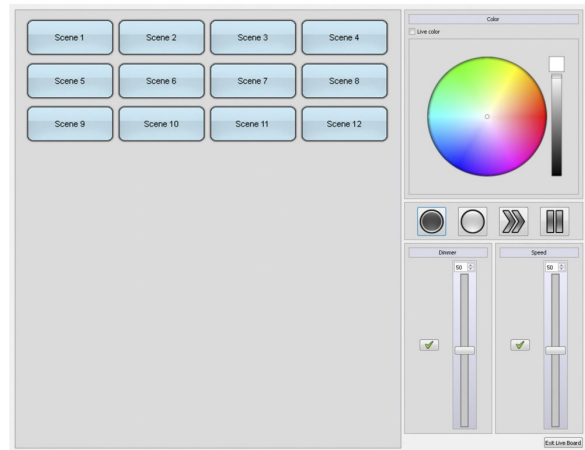 Scene 1
Scene 2
Scene 3
Scene 4
Scene 5
Scene 6
Scene 7
Scene 8
Scene 9
Scene 10
Scene 11
Scene 12
Color
Live color
Dimmer
50
Speed
50
Exit Live Board